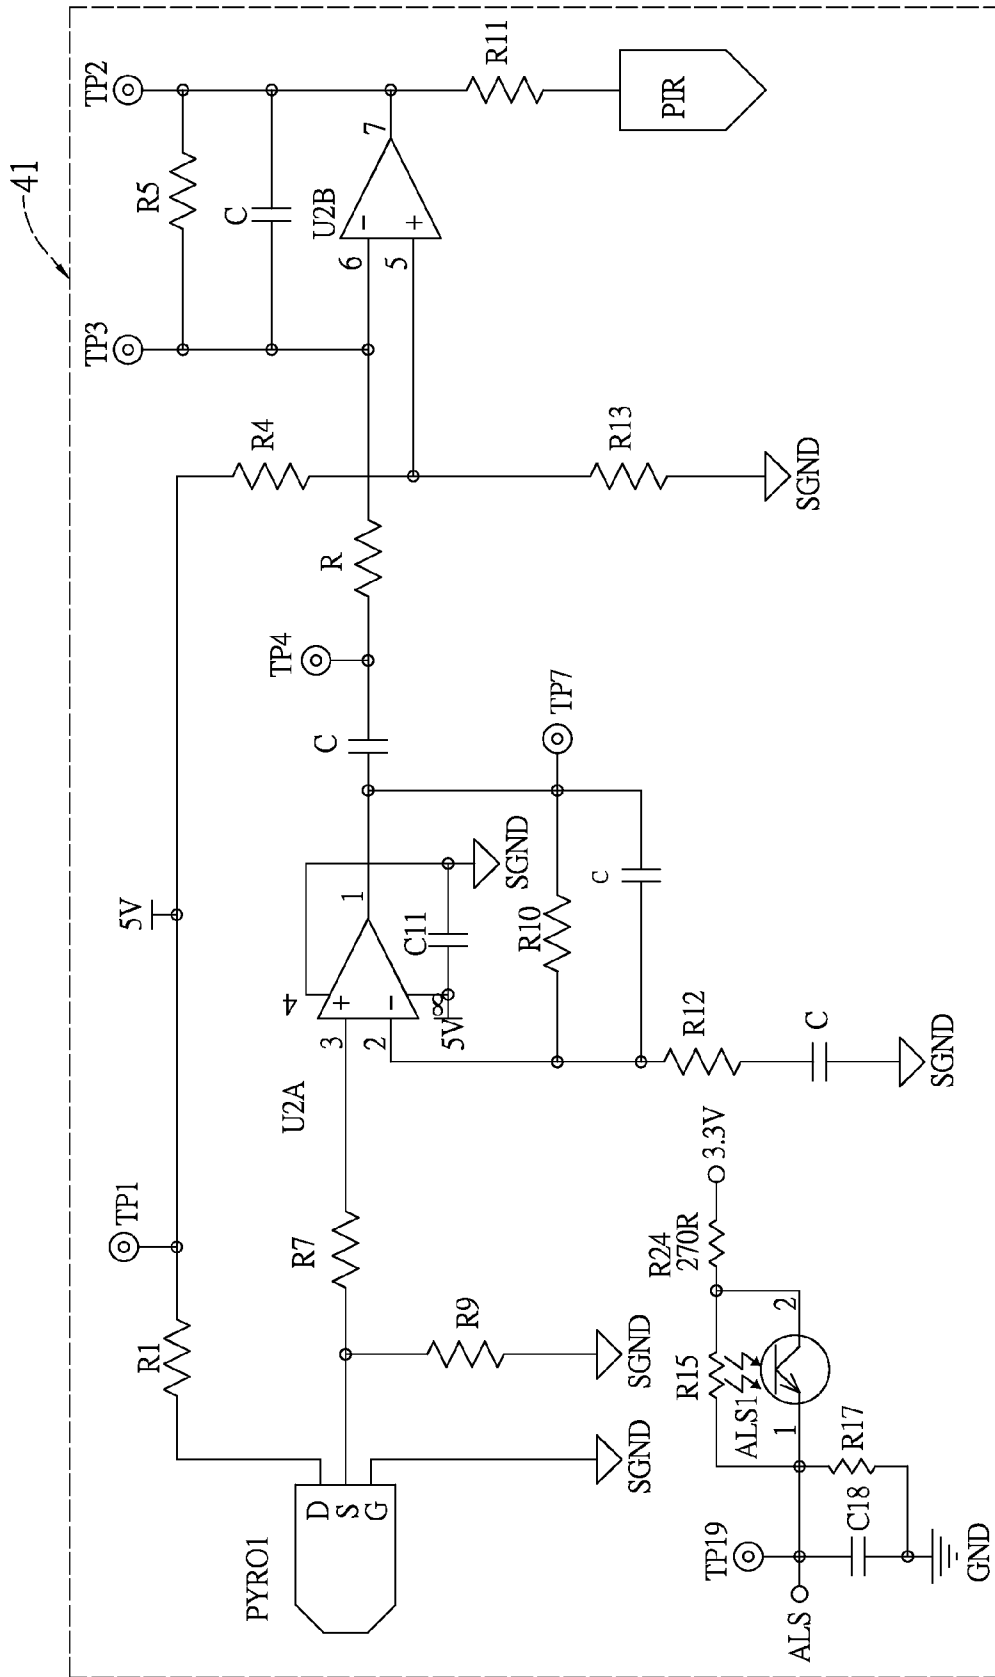 41
TP2
TP3
R5
C
R11
PIR
U2B
6
7
5
-
+
R4
R13
SGND
R
TP4
C
TP7
5V
TP1
R1
4
3
2
1
+
-
8
5V
C11
SGND
U2A
R10
C
R12
C
SGND
R7
R9
SGND
PYRO1
D
S
G
SGND
3.3V
R24
270R
R15
ALS1
2
1
R17
C18
TP19
ALS
GND